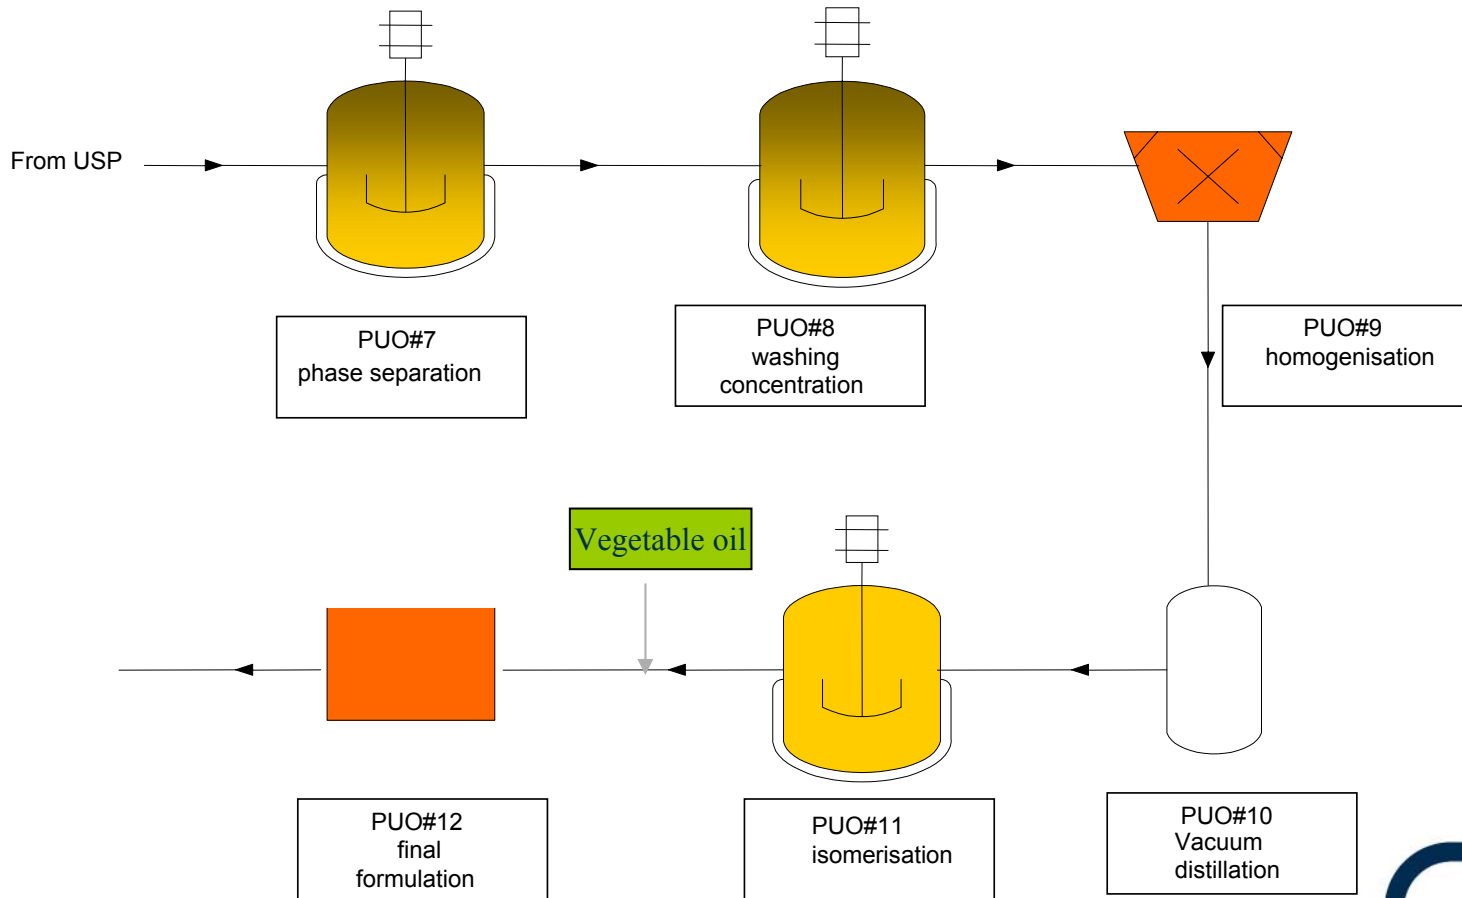 From USP
PUO#7
phase separation
PUO#8
washing
concentration
PUO#9
homogenisation
Vegetable oil
PUO#12
final
formulation
PUO#11
isomerisation
PUO#10
Vacuum
distillation